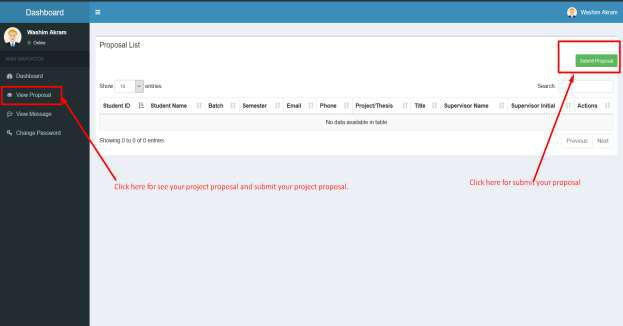 Dashboard
Washim Akram
Washim Akram
Online
MAIN NAVIGATION
Dashboard
View Proposal
View Message
Change Password
Proposal List
Submit Proposal
Show 10 entries
Search:
Student ID Student Name Batch Semester Email Phone Project/Thesis Title Supervisor Name Supervisor Initial Actions
No data available in table
Showing 0 to 0 of 0 entries
Previous Next
Click here for see your project proposal and submit your project proposal.
Click here for submit your proposal